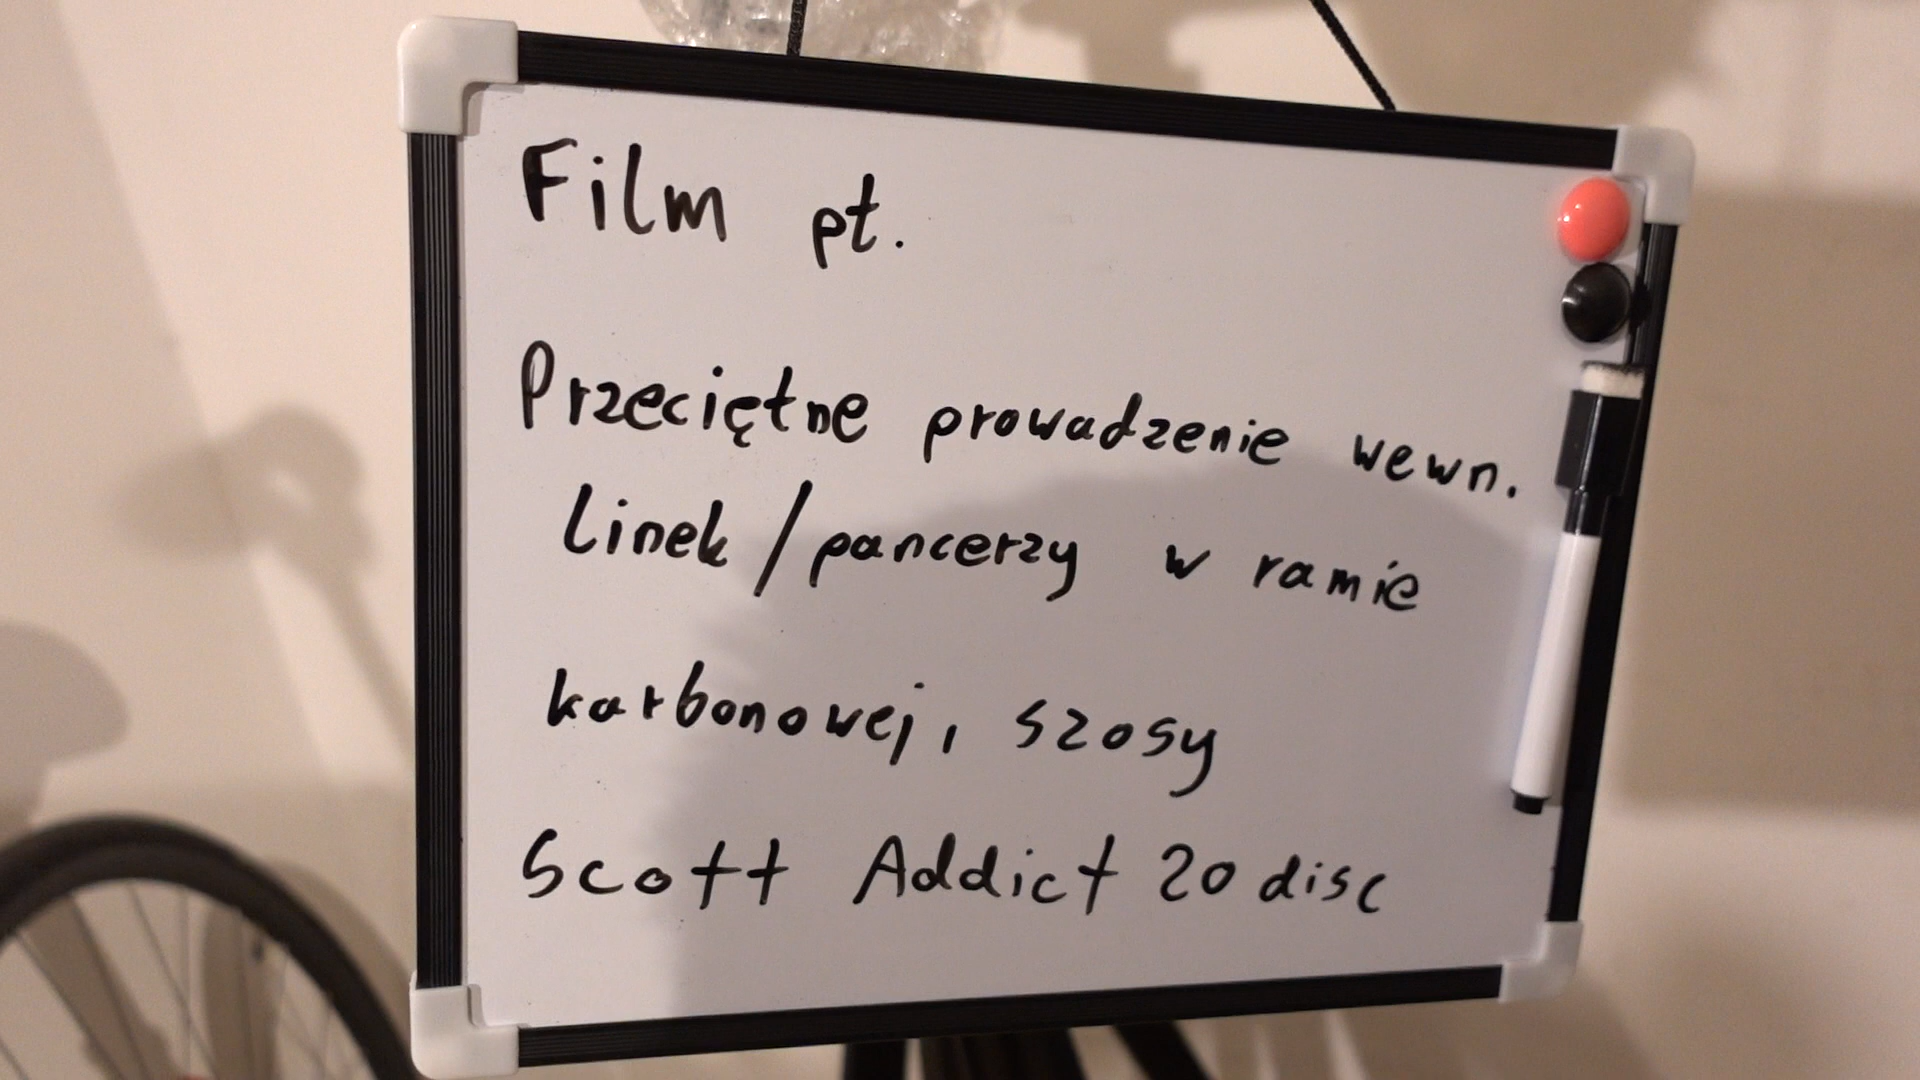 Film pt.
Przeciętne prowadzenie wewn.
linek/pancerzy w ramie
karbonowej, szosy
Scott Addict 20 disc